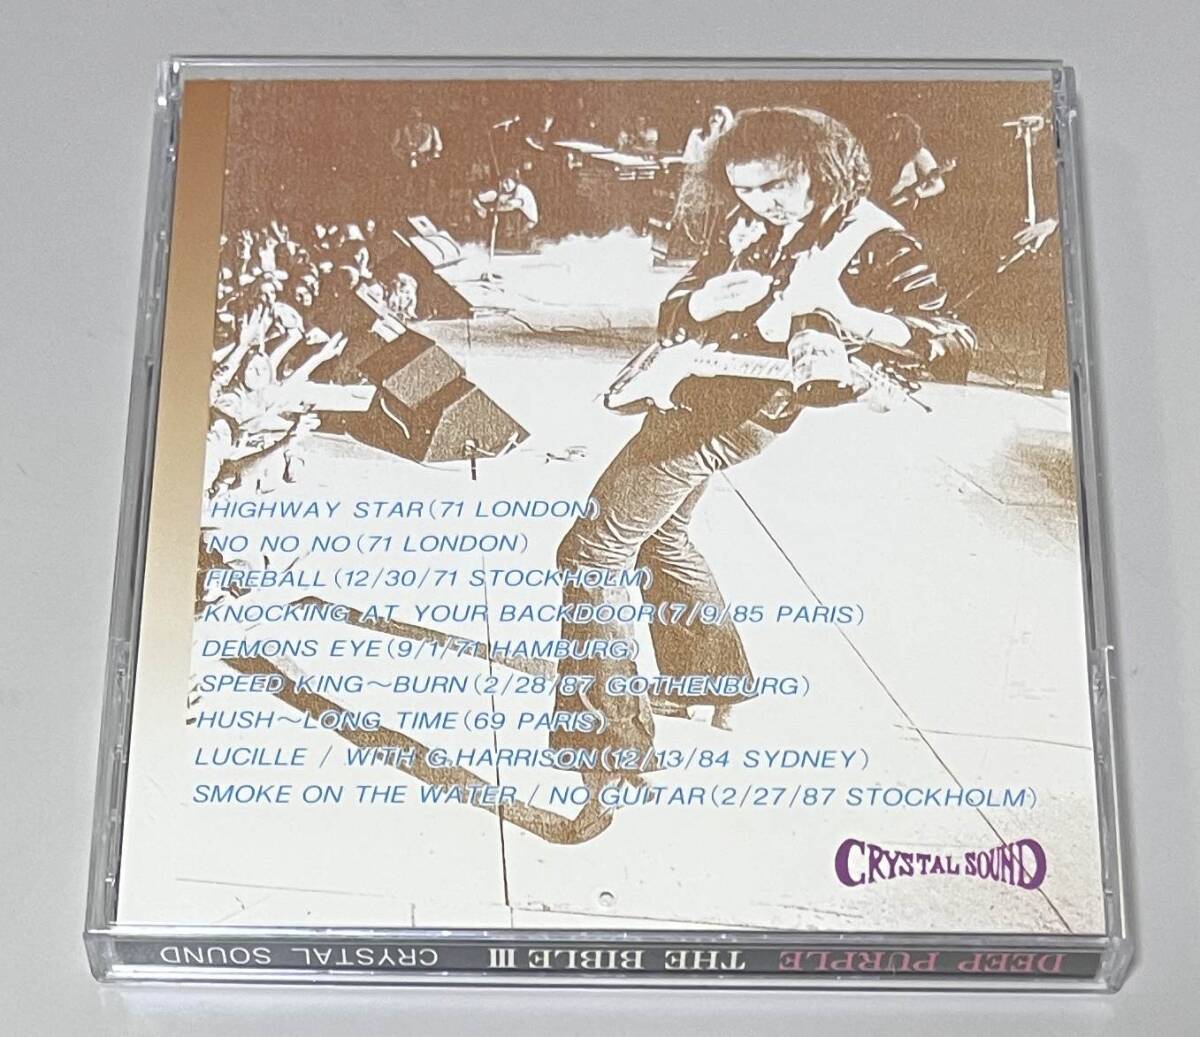 HIGHWAY STAR(71 LONDON)
NO NO NO(71 LONDON)
FIREBALL(12/30/71 STOCKHOLM)
KNOCKING AT YOUR BACKDOOR(7/9/85 PARIS)
DEMONS EYE(9/1/71 HAMBURG)
SPEED KING~BURN(2/28/87 GOTHENBURG)
HUSH~LONG TIME(69 PARIS)
LUCILLE / WITH G.HARRISON(12/13/84 SYDNEY)
SMOKE ON THE WATER / NO GUITAR(2/27/87 STOCKHOLM)
CRYSTAL SOUND
DEEP PURPLE THE BIBLE III CRYSTAL SOUND